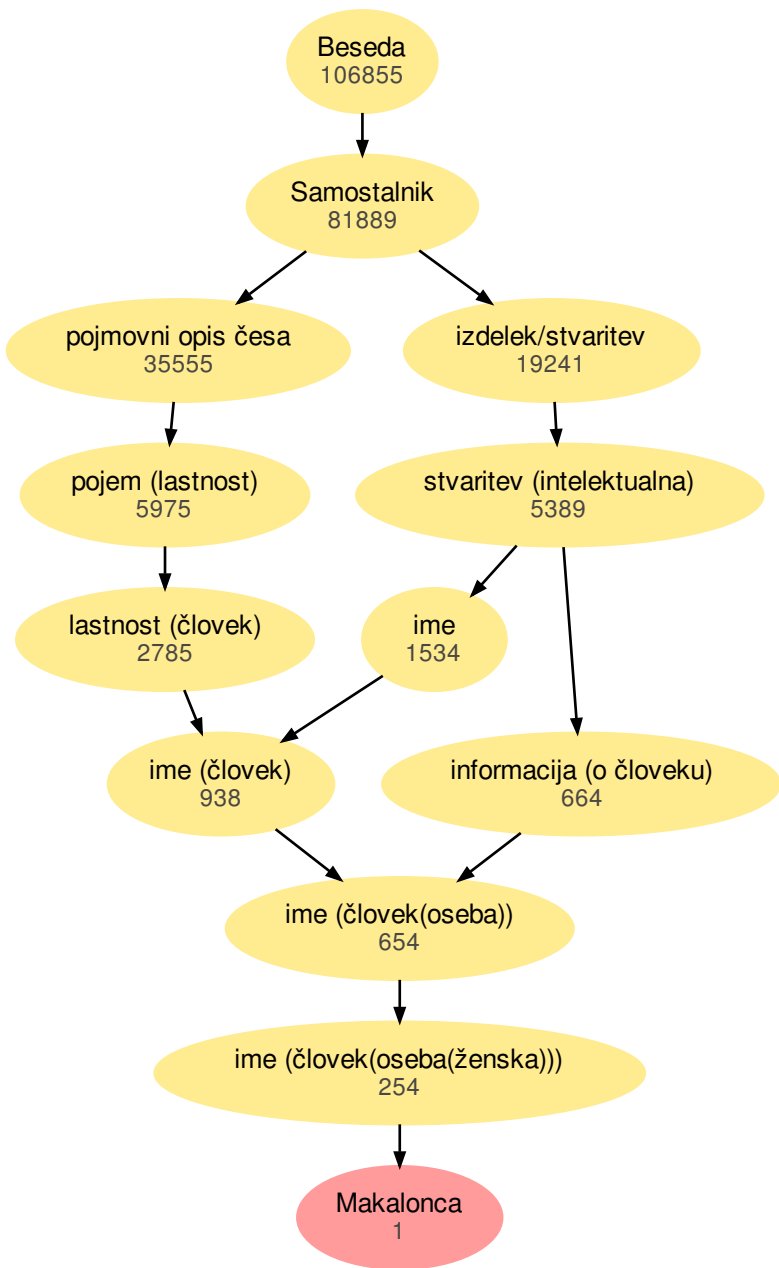 Beseda
106855
Samostalnik
81889
pojmovni opis česa
35555
izdelek/stvaritev
19241
pojem (lastnost)
5975
stvaritev (intelektualna)
5389
lastnost (človek)
2785
ime
1534
ime (človek)
938
informacija (o človeku)
664
ime (človek(oseba))
654
ime (človek(oseba(ženska)))
254
Makalonca
1